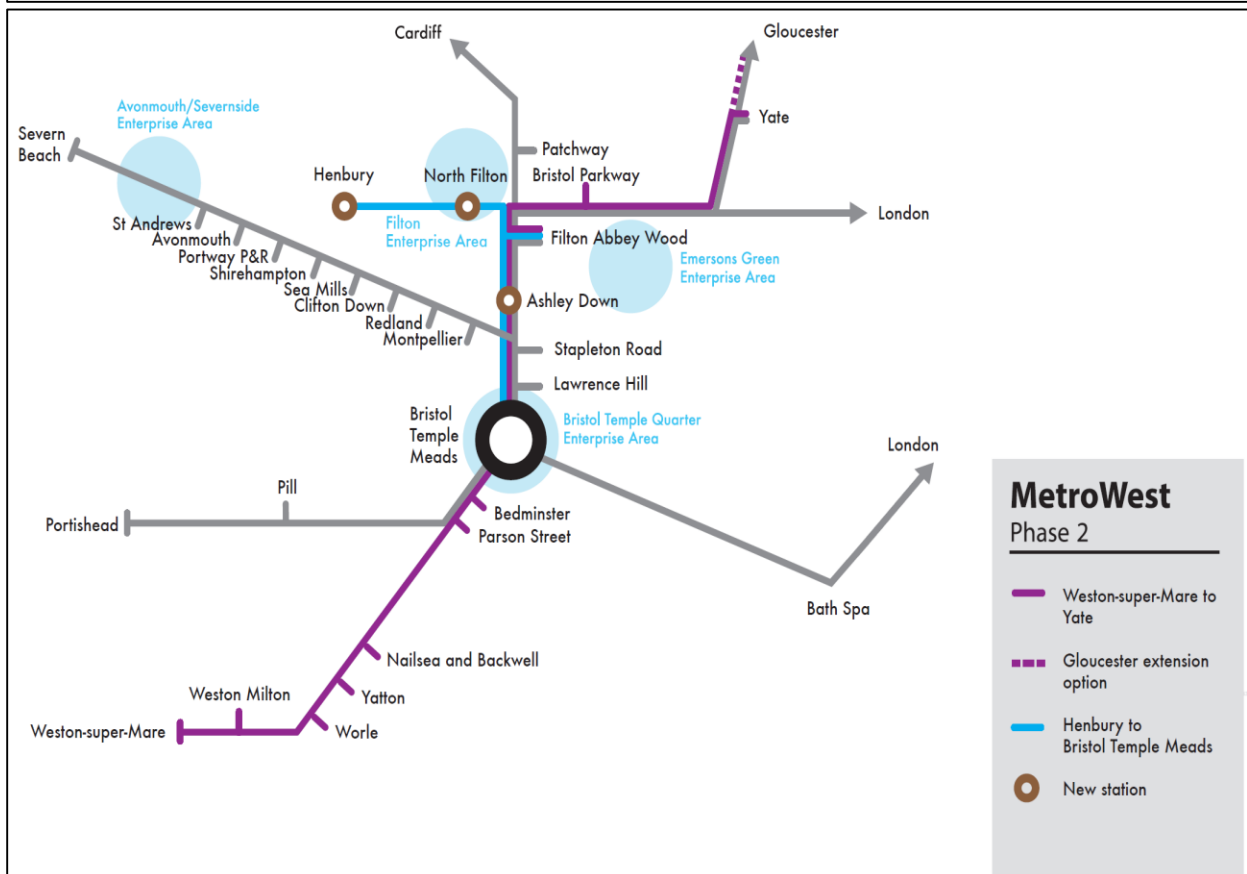 Cardiff
Gloucester
Avonmouth/Severnside
Enterprise Area
Severn
Beach
Yate
Patchway
Bristol Parkway
Henbury
North Filton
London
St Andrews
Avonmouth
Portway P&R
Shirehampton
Sea Mills
Clifton Down
Redland
Montpellier
Filton
Enterprise Area
Filton Abbey Wood
Emersons Green
Enterprise Area
Ashley Down
Stapleton Road
Lawrence Hill
Bristol
Temple
Meads
Bristol Temple Quarter
Enterprise Area
London
Pill
Portishead
Bedminster
Parson Street
Bath Spa
Nailsea and Backwell
Yatton
Weston Milton
Worle
Weston-super-Mare
MetroWest
Phase 2
Weston-super-Mare to
Yate
Gloucester extension
option
Henbury to
Bristol Temple Meads
New station